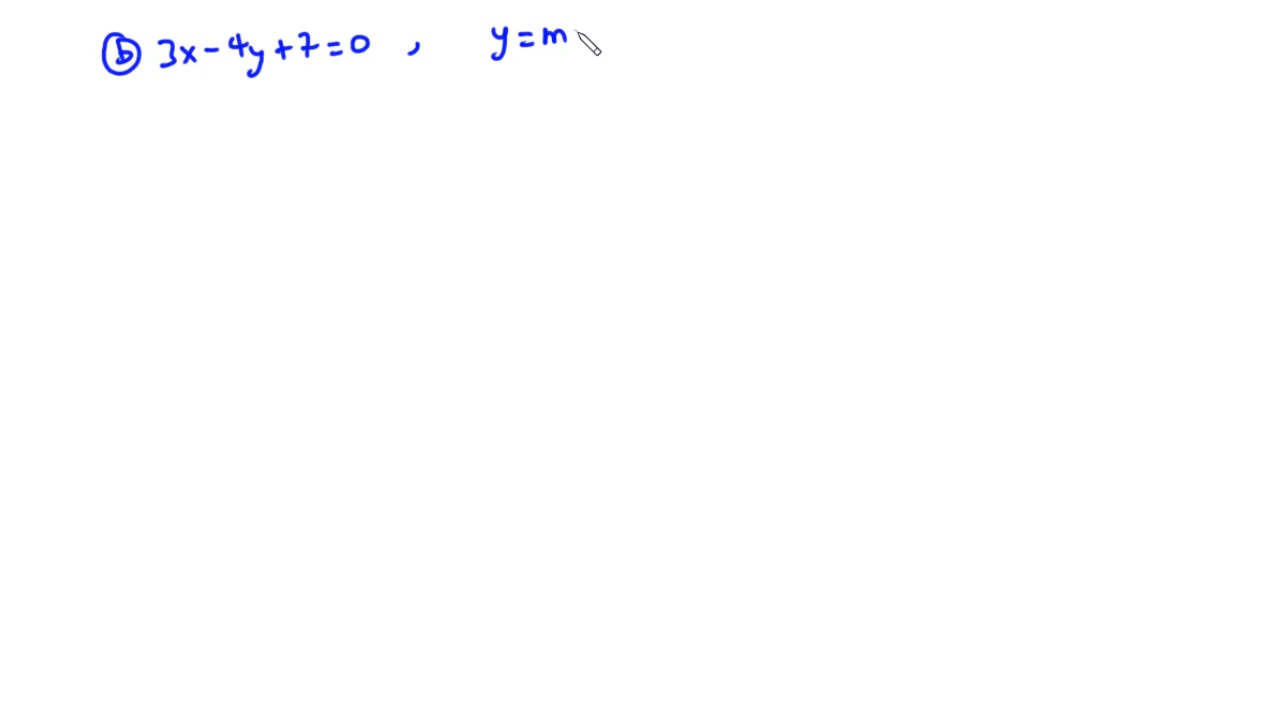 ⓑ 3x - 4y + 7 = 0 , y = m